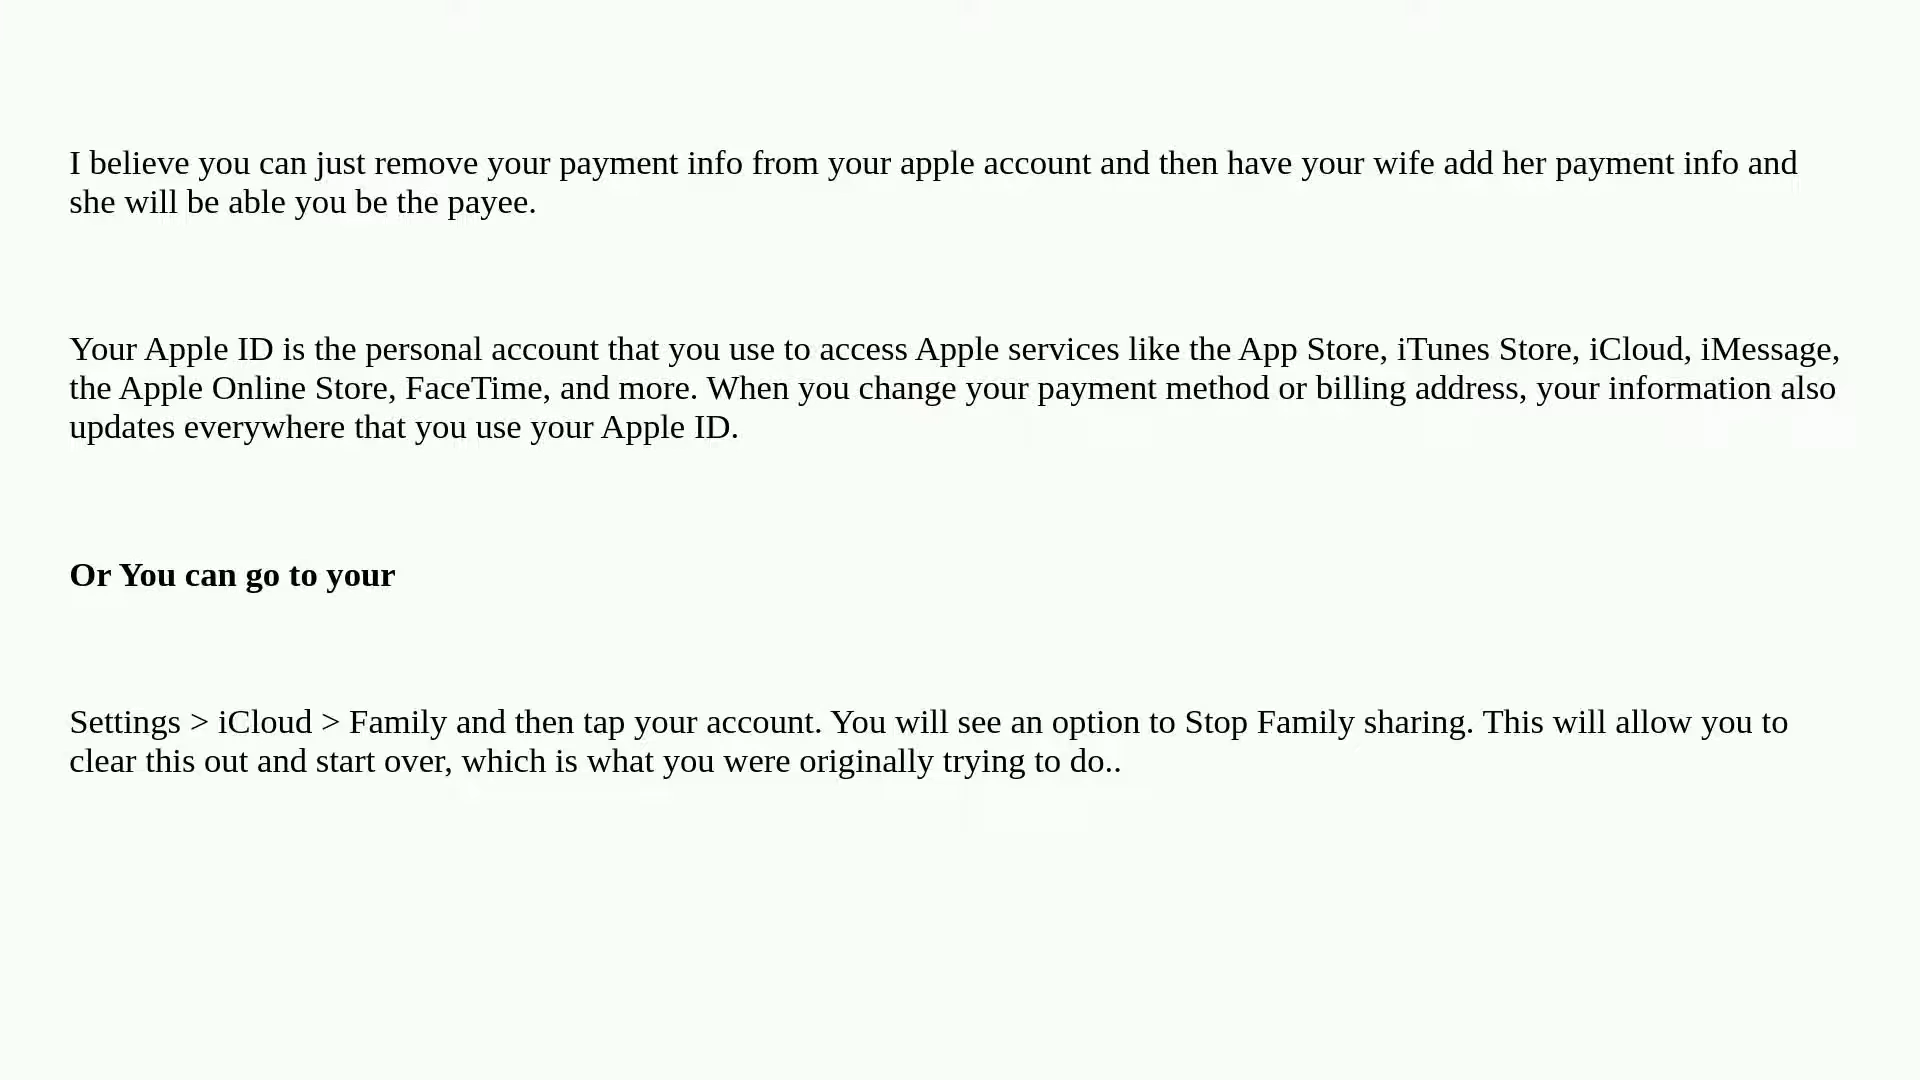 I believe you can just remove your payment info from your apple account and then have your wife add her payment info and
she will be able you be the payee.
Your Apple ID is the personal account that you use to access Apple services like the App Store, iTunes Store, iCloud, iMessage,
the Apple Online Store, FaceTime, and more. When you change your payment method or billing address, your information also
updates everywhere that you use your Apple ID.
Or You can go to your
Settings > iCloud > Family and then tap your account. You will see an option to Stop Family sharing. This will allow you to
clear this out and start over, which is what you were originally trying to do..